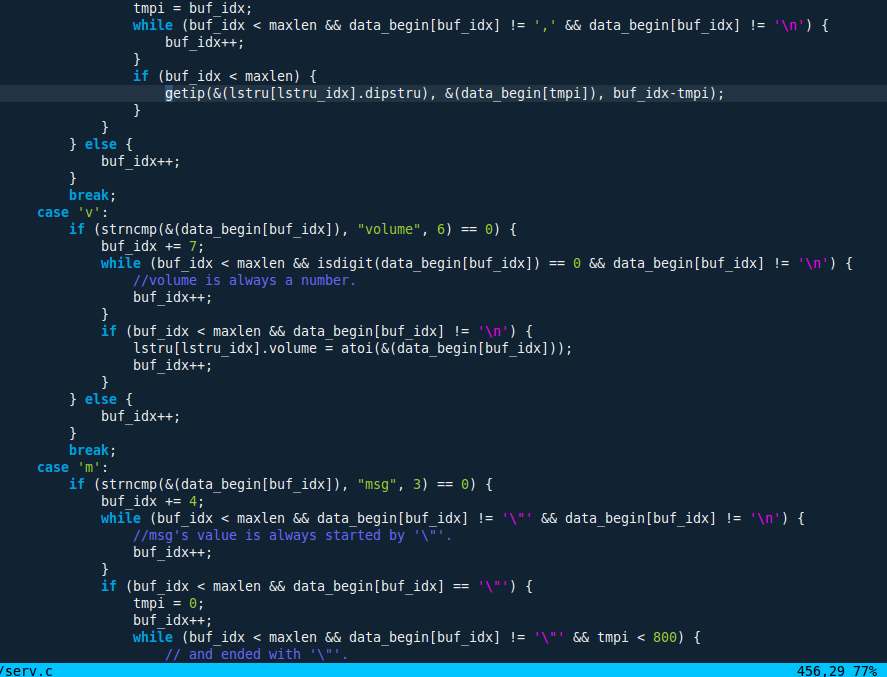 tmpi = buf_idx;
                while (buf_idx < maxlen && data_begin[buf_idx] != ',' && data_begin[buf_idx] != '\n') {
                    buf_idx++;
                }
                if (buf_idx < maxlen) {
                    getip(&(lstru[lstru_idx].dipstru), &(data_begin[tmpi]), buf_idx-tmpi);
                }
            }
        } else {
            buf_idx++;
        }
        break;
    case 'v':
        if (strncmp(&(data_begin[buf_idx]), "volume", 6) == 0) {
            buf_idx += 7;
            while (buf_idx < maxlen && isdigit(data_begin[buf_idx]) == 0 && data_begin[buf_idx] != '\n') {
                //volume is always a number.
                buf_idx++;
            }
            if (buf_idx < maxlen && data_begin[buf_idx] != '\n') {
                lstru[lstru_idx].volume = atoi(&(data_begin[buf_idx]));
                buf_idx++;
            }
        } else {
            buf_idx++;
        }
        break;
    case 'm':
        if (strncmp(&(data_begin[buf_idx]), "msg", 3) == 0) {
            buf_idx += 4;
            while (buf_idx < maxlen && data_begin[buf_idx] != '\"' && data_begin[buf_idx] != '\n') {
                //msg's value is always started by '\"'.
                buf_idx++;
            }
            if (buf_idx < maxlen && data_begin[buf_idx] == '\"') {
                tmpi = 0;
                buf_idx++;
                while (buf_idx < maxlen && data_begin[buf_idx] != '\"' && tmpi < 800) {
                    // and ended with '\"'.
/serv.c 456,29 77%